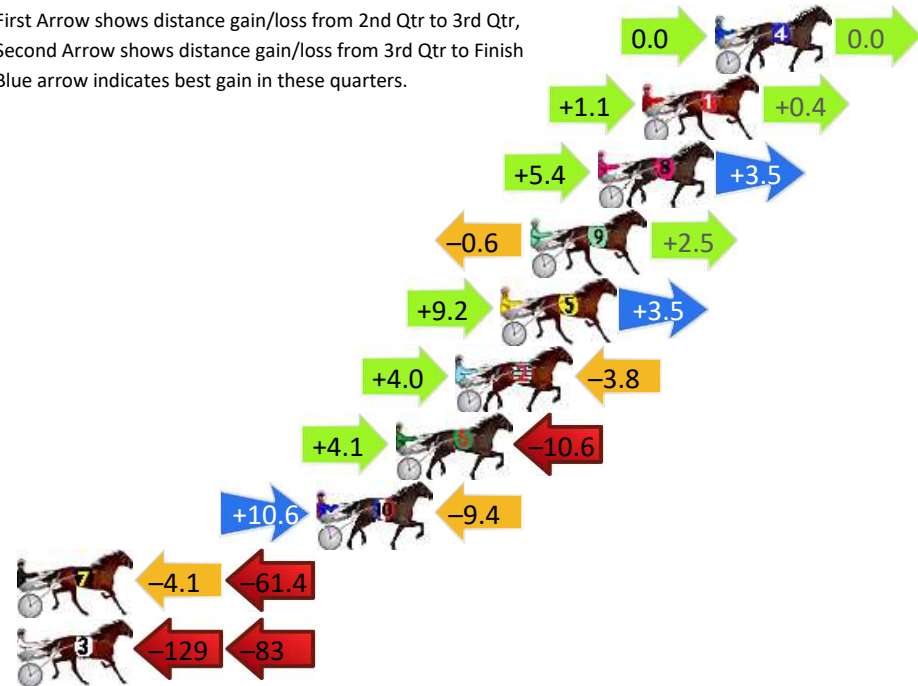 First Arrow shows distance gain/loss from 2nd Qtr to 3rd Qtr,
Second Arrow shows distance gain/loss from 3rd Qtr to Finish
Blue arrow indicates best gain in these quarters.
0.0 4 0.0
+1.1 1 +0.4
+5.4 8 +3.5
–0.6 9 +2.5
+9.2 5 +3.5
+4.0 2 –3.8
+4.1 6 –10.6
+10.6 10 –9.4
7 –4.1 –61.4
3 –129 –83